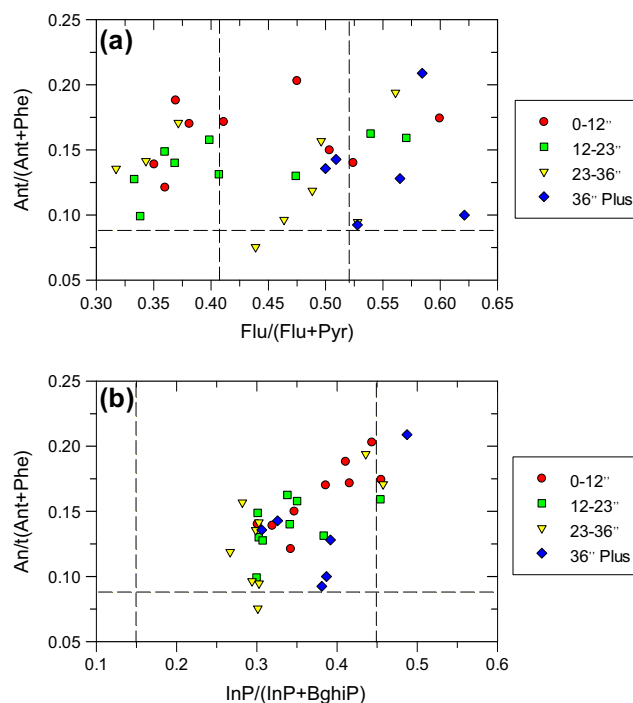 (a)
0.25
0.20
0.15
0.10
0.05
Ant/(Ant+Phe)
0.30 0.35 0.40 0.45 0.50 0.55 0.60 0.65
Flu/(Flu+Pyr)
0-12"
12-23"
23-36"
36" Plus
(b)
0.25
0.20
0.15
0.10
0.05
An/t(Ant+Phe)
0.1 0.2 0.3 0.4 0.5 0.6
InP/(InP+BghiP)
0-12"
12-23"
23-36"
36" Plus